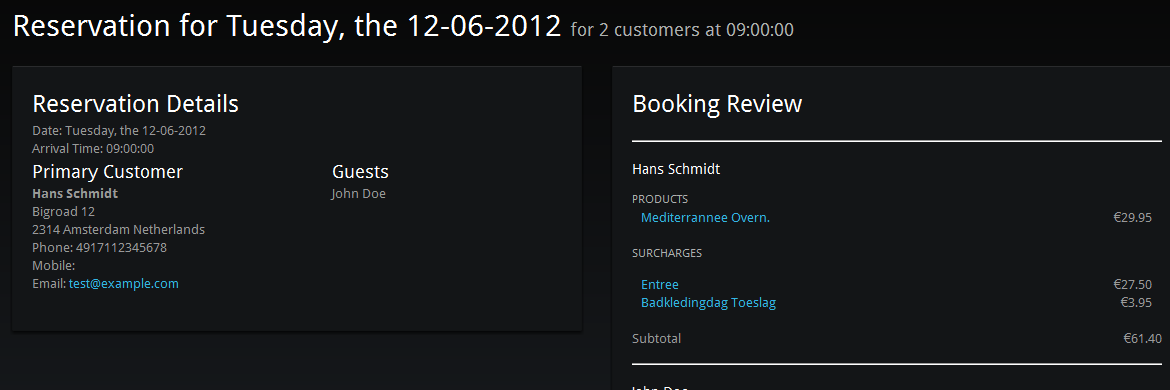 Reservation for Tuesday, the 12-06-2012 for 2 customers at 09:00:00
Reservation Details
Date: Tuesday, the 12-06-2012
Arrival Time: 09:00:00
Primary Customer
Hans Schmidt
Bigroad 12
2314 Amsterdam Netherlands
Phone: 4917112345678
Mobile:
Email: test@example.com
Guests
John Doe
Booking Review
Hans Schmidt
PRODUCTS
Mediterrannee Overn. €29.95
SURCHARGES
Entree €27.50
Badkledingdag Toeslag €3.95
Subtotal €61.40
John Doe